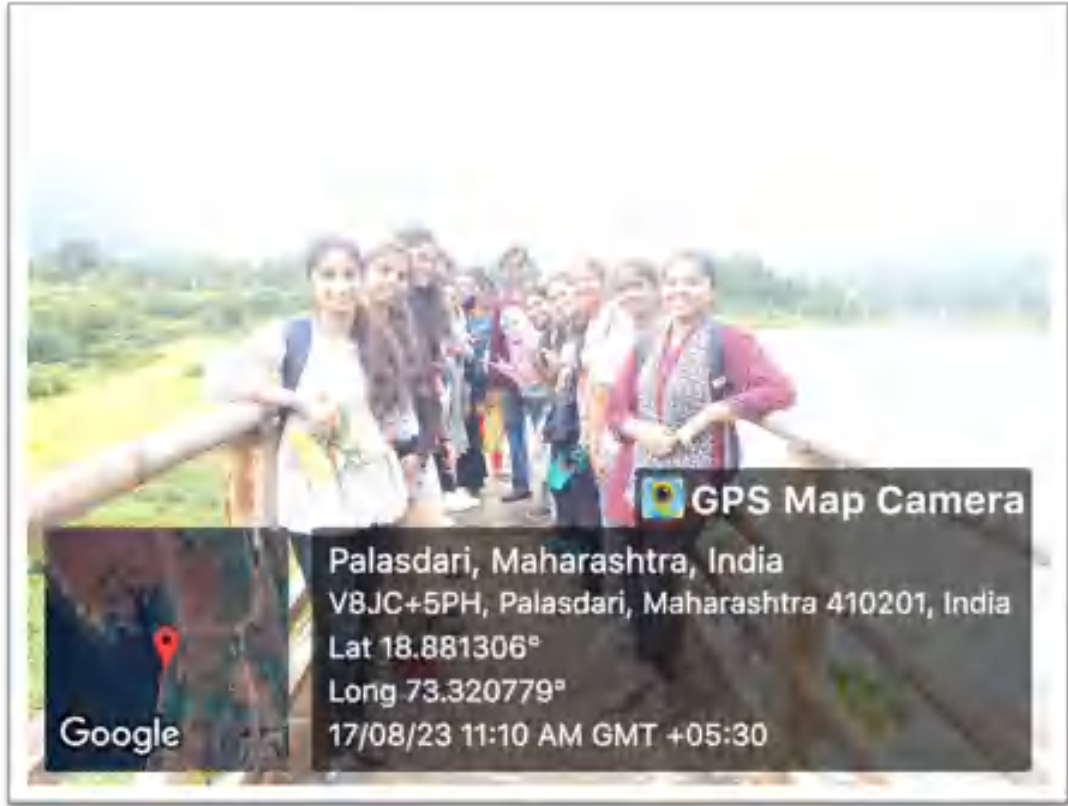 GPS Map Camera
Palasdari, Maharashtra, India
V8JC+5PH, Palasdari, Maharashtra 410201, India
Lat 18.881306°
Long 73.320779°
17/08/23 11:10 AM GMT +05:30
Google